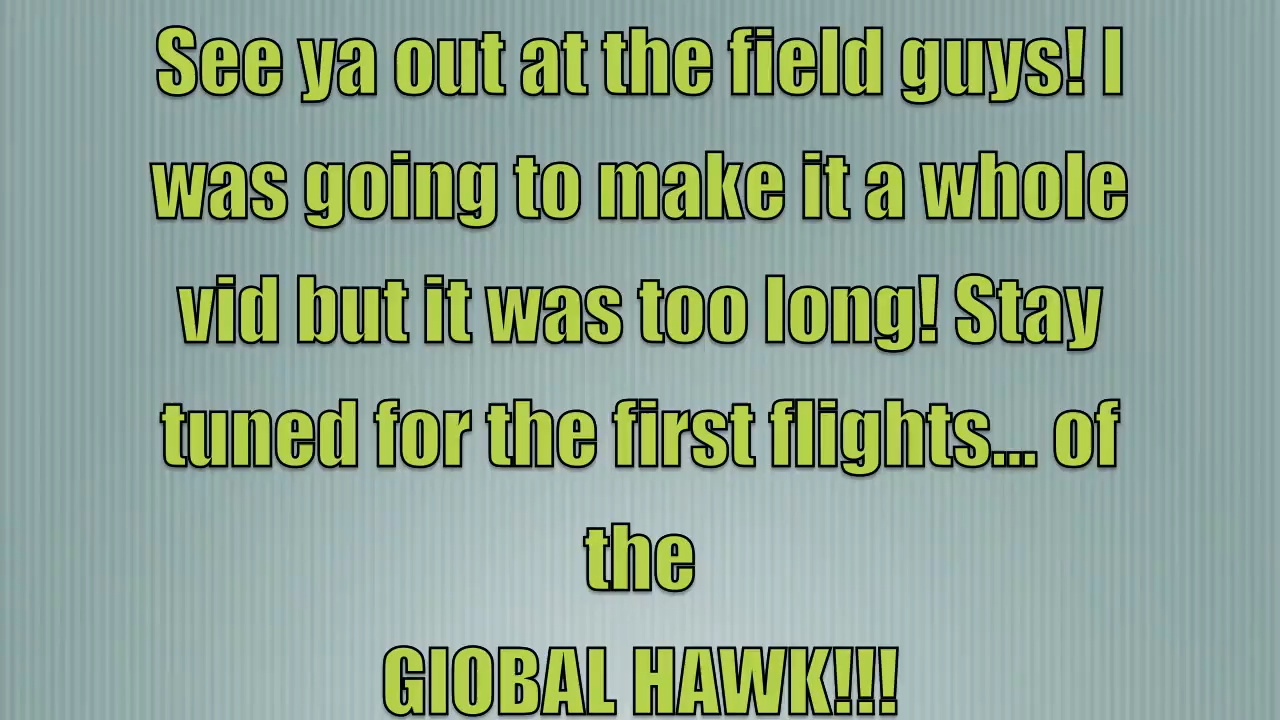 See ya out at the field guys! I
was going to make it a whole
vid but it was too long! Stay
tuned for the first flights... of
the
GlOBAL HAWK!!!